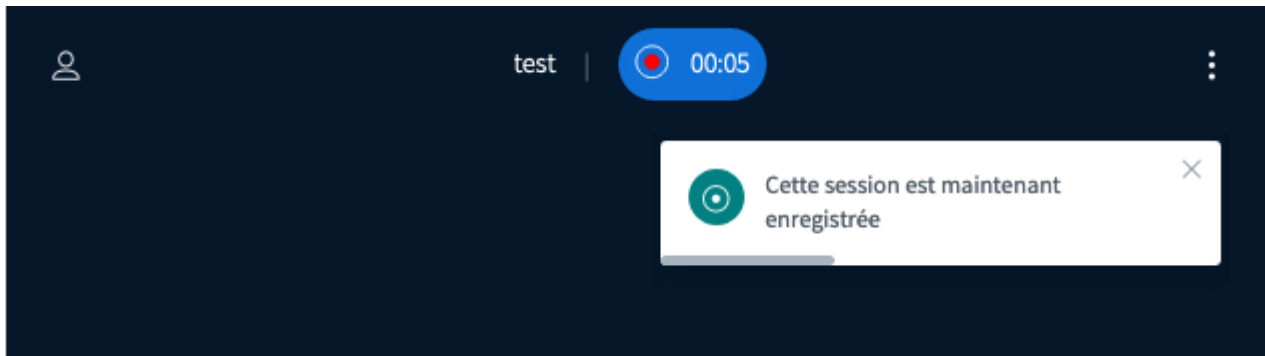 test | 00:05
Cette session est maintenant
enregistrée